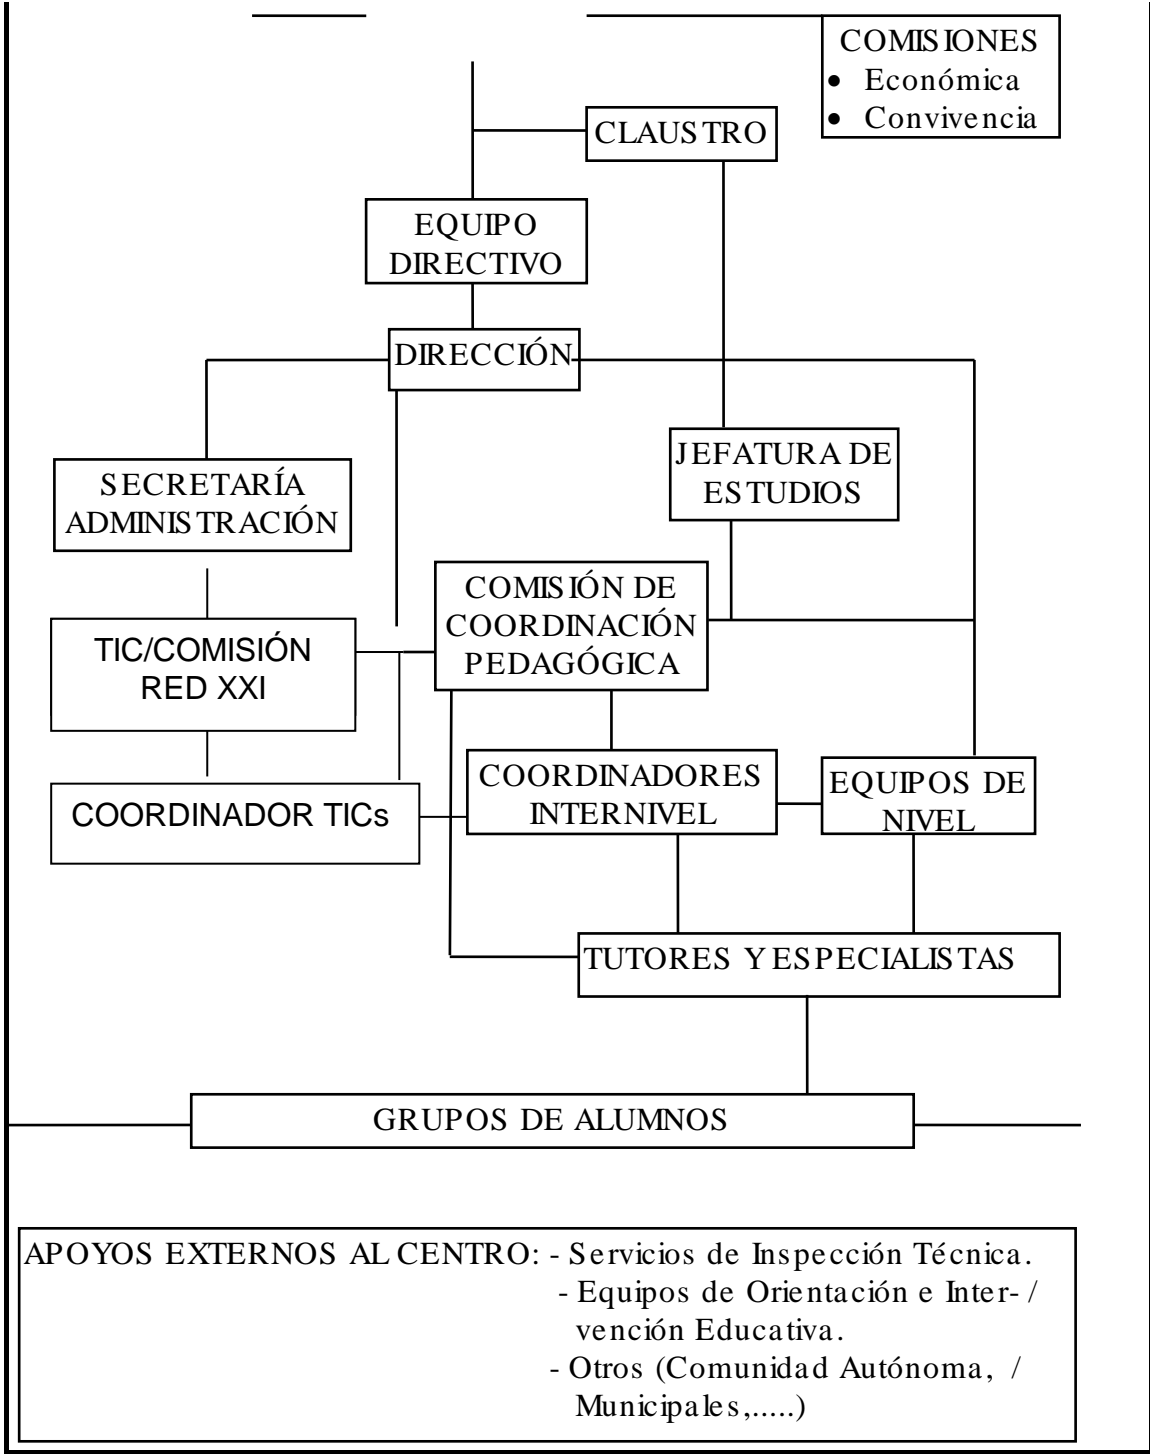 COMISIONES
• Económica
• Convivencia
CLAUSTRO
EQUIPO
DIRECTIVO
DIRECCIÓN
JEFATURA DE
ESTUDIOS
SECRETARÍA
ADMINISTRACIÓN
COMISIÓN DE
COORDINACIÓN
PEDAGÓGICA
TIC/COMISIÓN
RED XXI
COORDINADORES
INTERNIVEL
EQUIPOS DE
NIVEL
COORDINADOR TICs
TUTORES Y ESPECIALISTAS
GRUPOS DE ALUMNOS
APOYOS EXTERNOS AL CENTRO: - Servicios de Inspección Técnica.
- Equipos de Orientación e Inter- /
vención Educativa.
- Otros (Comunidad Autónoma, /
Municipales,.....)